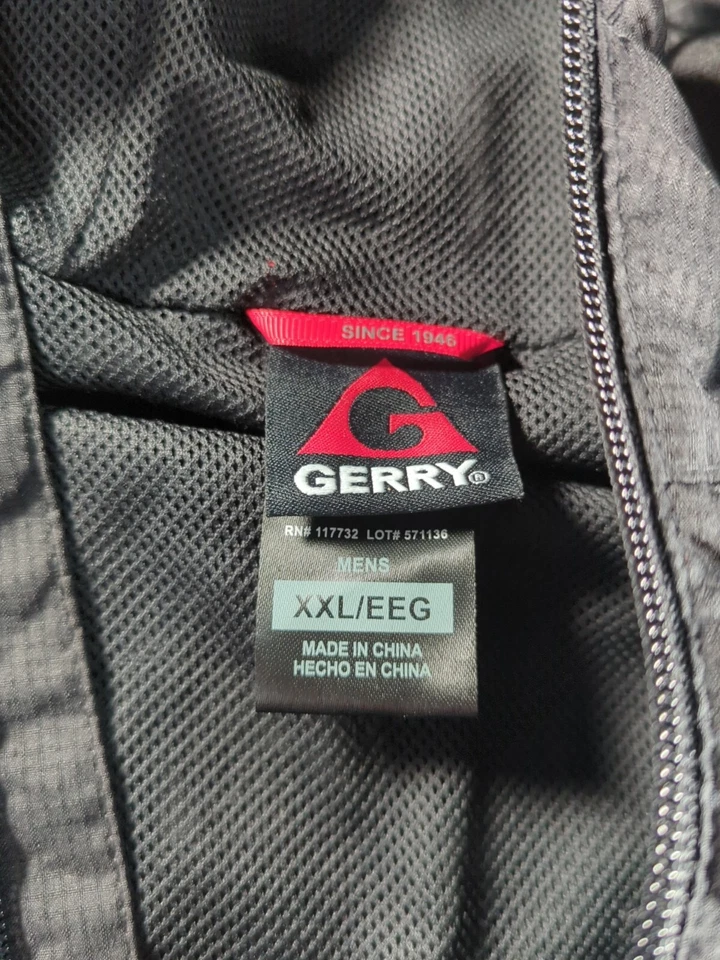 SINCE 1946
GERRY®
RN# 117732 LOT# 571136
MENS
XXL/EEG
MADE IN CHINA
HECHO EN CHINA